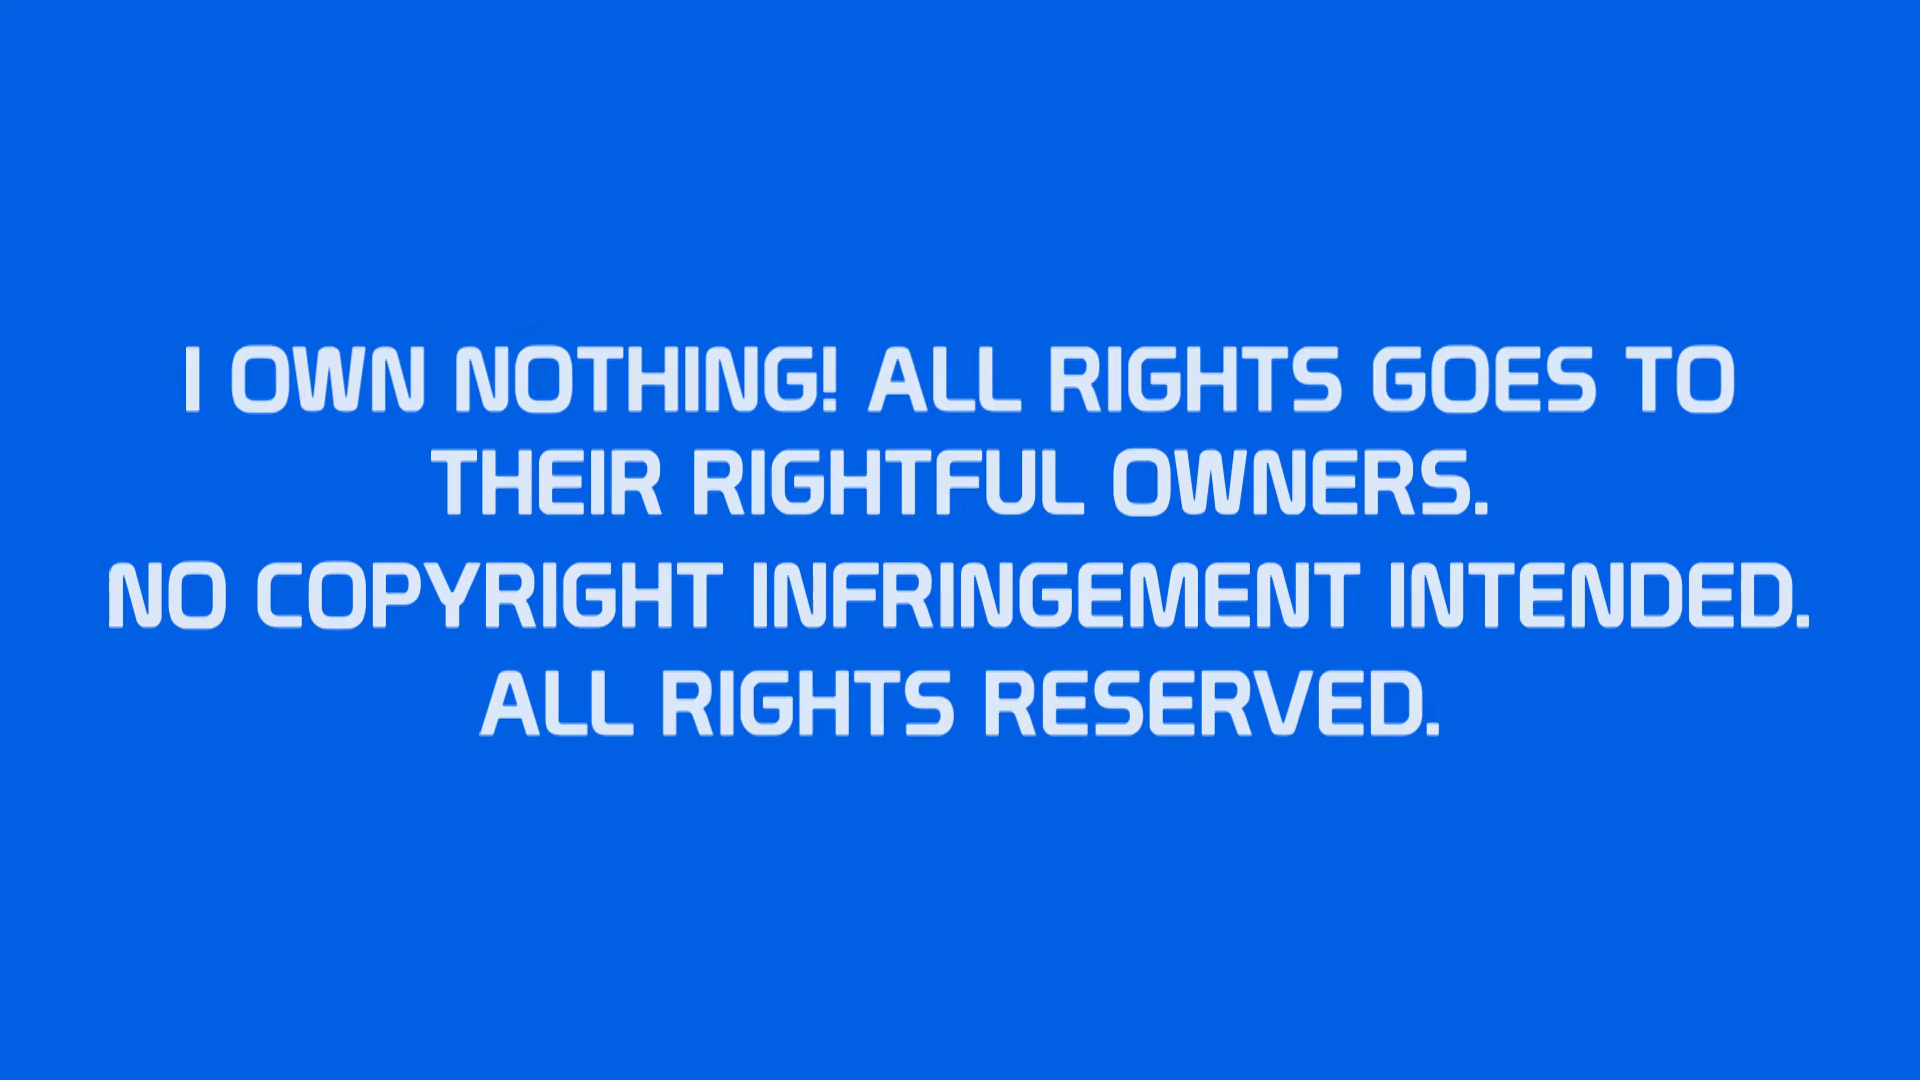 I OWN NOTHING! ALL RIGHTS GOES TO
THEIR RIGHTFUL OWNERS.
NO COPYRIGHT INFRINGEMENT INTENDED.
ALL RIGHTS RESERVED.